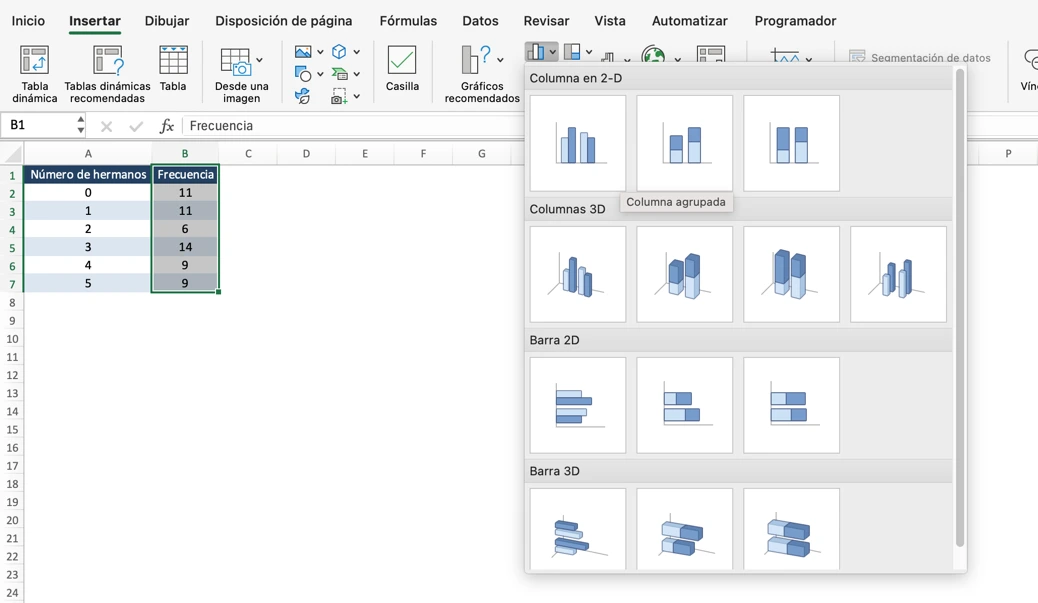 Inicio Insertar Dibujar Disposición de página Fórmulas Datos Revisar Vista Automatizar Programador
Tabla dinámica
Tablas dinámicas recomendadas
Tabla
Desde una imagen
Casilla
Gráficos recomendados
Segmentación de datos
B1 fx Frecuencia
A B C D E F G P
1 Número de hermanos Frecuencia
2 0 11
3 1 11
4 2 6
5 3 14
6 4 9
7 5 9
8
9
10
11
12
13
14
15
16
17
18
19
20
21
22
23
24
Columna en 2-D
Columna agrupada
Columnas 3D
Barra 2D
Barra 3D